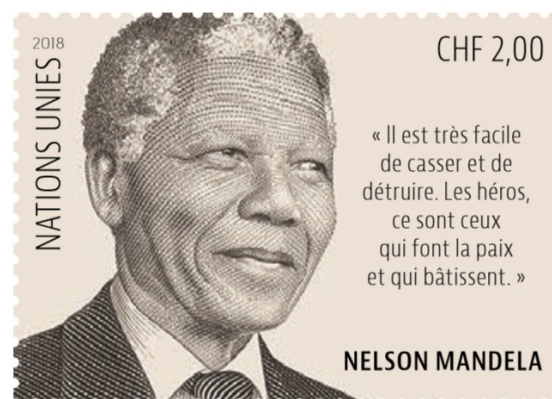 2018
NATIONS UNIES
CHF 2,00
« Il est très facile
de casser et de
détruire. Les héros,
ce sont ceux
qui font la paix
et qui bâtissent. »
NELSON MANDELA